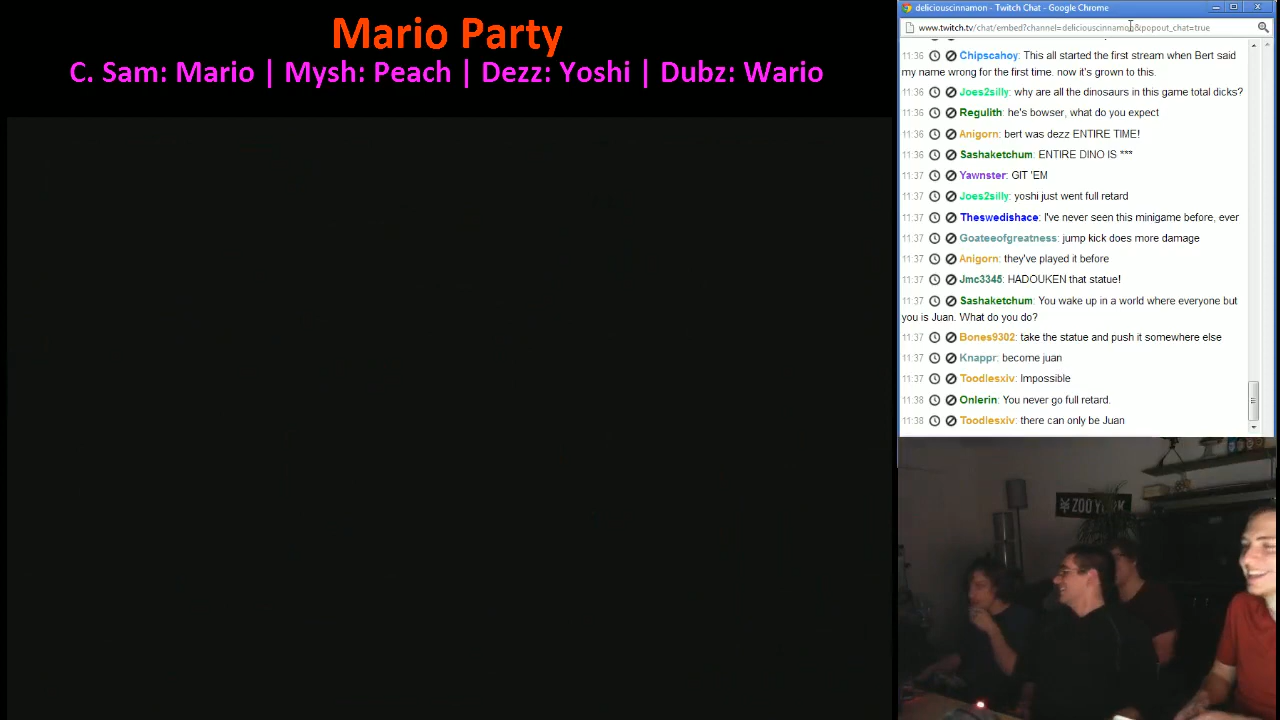 Mario Party
C. Sam: Mario | Mysh: Peach | Dezz: Yoshi | Dubz: Wario
deliciouscinnamon - Twitch Chat - Google Chrome
www.twitch.tv/chat/embed?channel=deliciouscinnamon&popout_chat=true
11:36 Chipscahoy: This all started the first stream when Bert said
my name wrong for the first time. now it's grown to this.
11:36 Joes2silly: why are all the dinosaurs in this game total dicks?
11:36 Regulith: he's bowser, what do you expect
11:36 Anigorn: bert was dezz ENTIRE TIME!
11:36 Sashaketchum: ENTIRE DINO IS ***
11:37 Yawnster: GIT 'EM
11:37 Joes2silly: yoshi just went full retard
11:37 Theswedishace: I've never seen this minigame before, ever
11:37 Goateeofgreatness: jump kick does more damage
11:37 Anigorn: they've played it before
11:37 Jmc3345: HADOUKEN that statue!
11:37 Sashaketchum: You wake up in a world where everyone but
you is Juan. What do you do?
11:37 Bones9302: take the statue and push it somewhere else
11:37 Knappr: become juan
11:37 Toodlesxiv: Impossible
11:38 Onlerin: You never go full retard.
11:38 Toodlesxiv: there can only be Juan
ZOO YORK